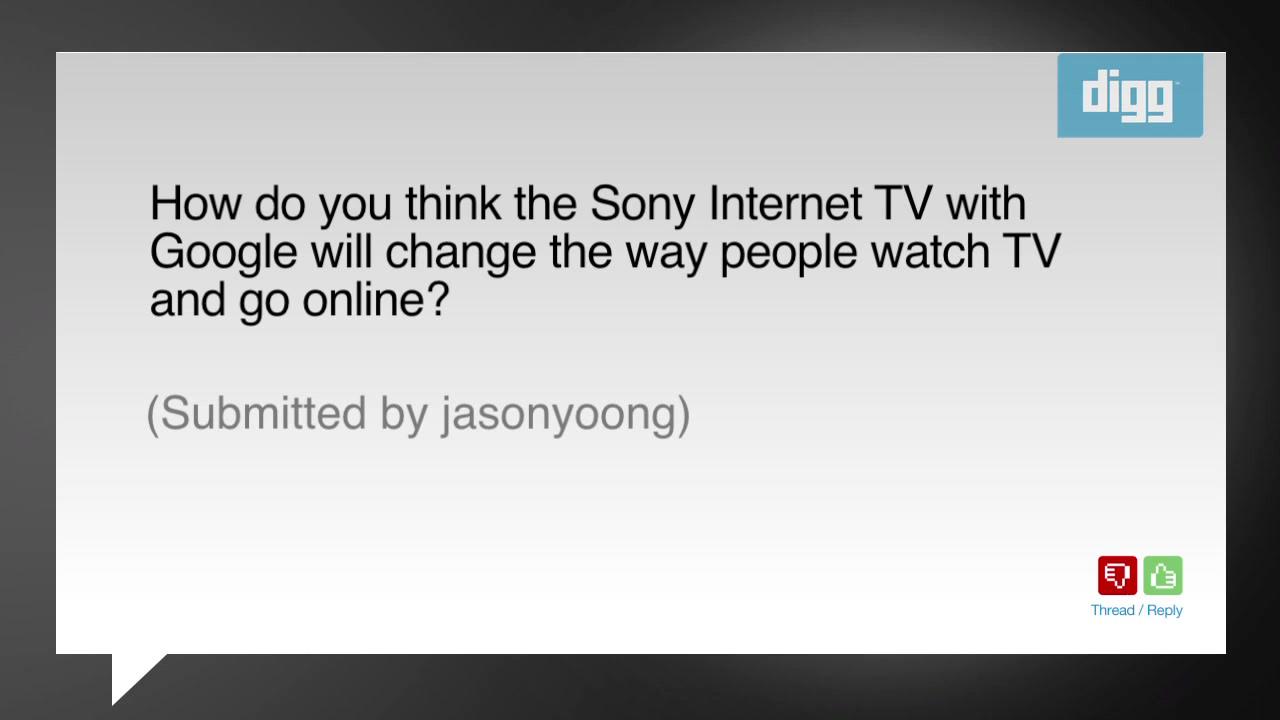 digg
How do you think the Sony Internet TV with
Google will change the way people watch TV
and go online?
(Submitted by jasonyoong)
Thread / Reply